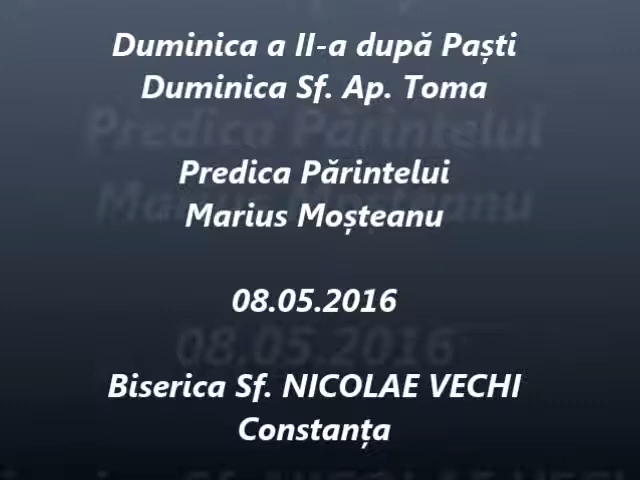 Duminica a II-a după Paști
Duminica Sf. Ap. Toma
Predica Părintelui
Marius Moșteanu
08.05.2016
Biserica Sf. NICOLAE VECHI
Constanța